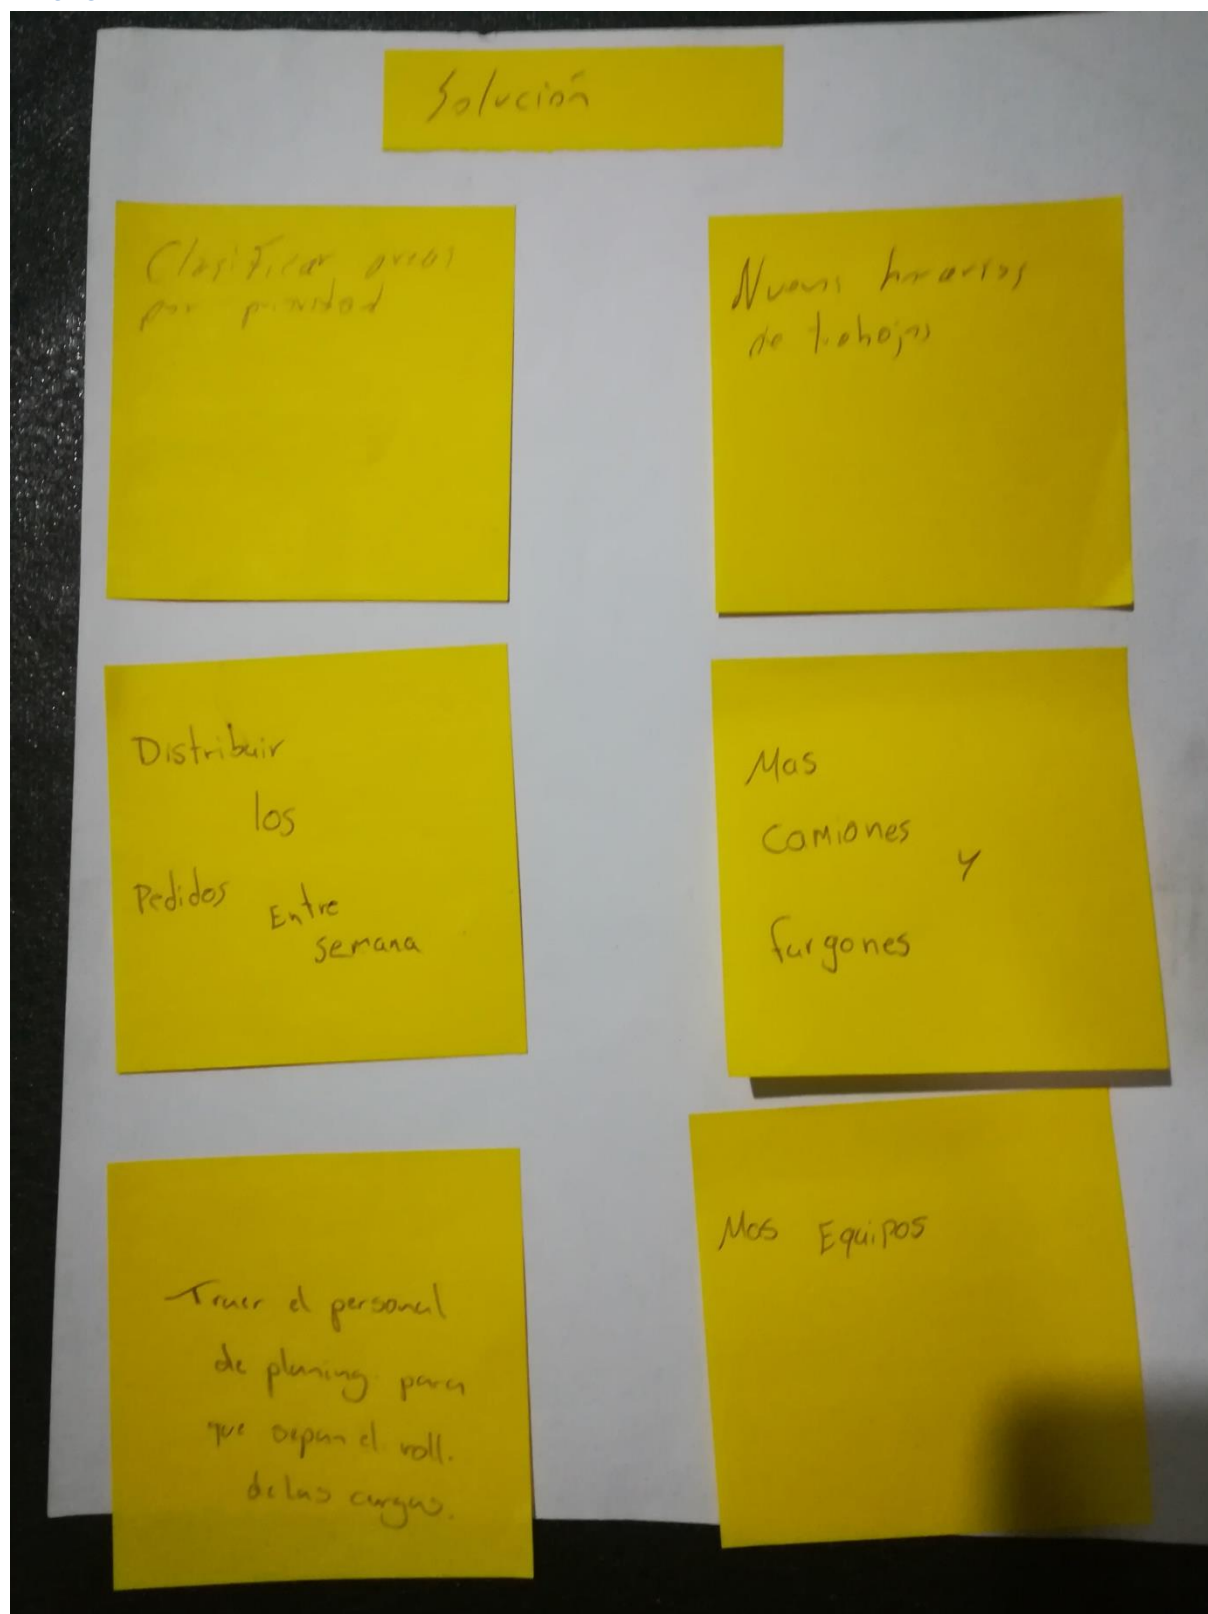 Solución
Clasificar areas
por prioridad
Nuevos horarios
de trabajos
Distribuir
los
Pedidos Entre
semana
Mas
camiones y
furgones
Traer el personal
de planing para
que sepan el roll.
de las cargas.
Mas Equipos